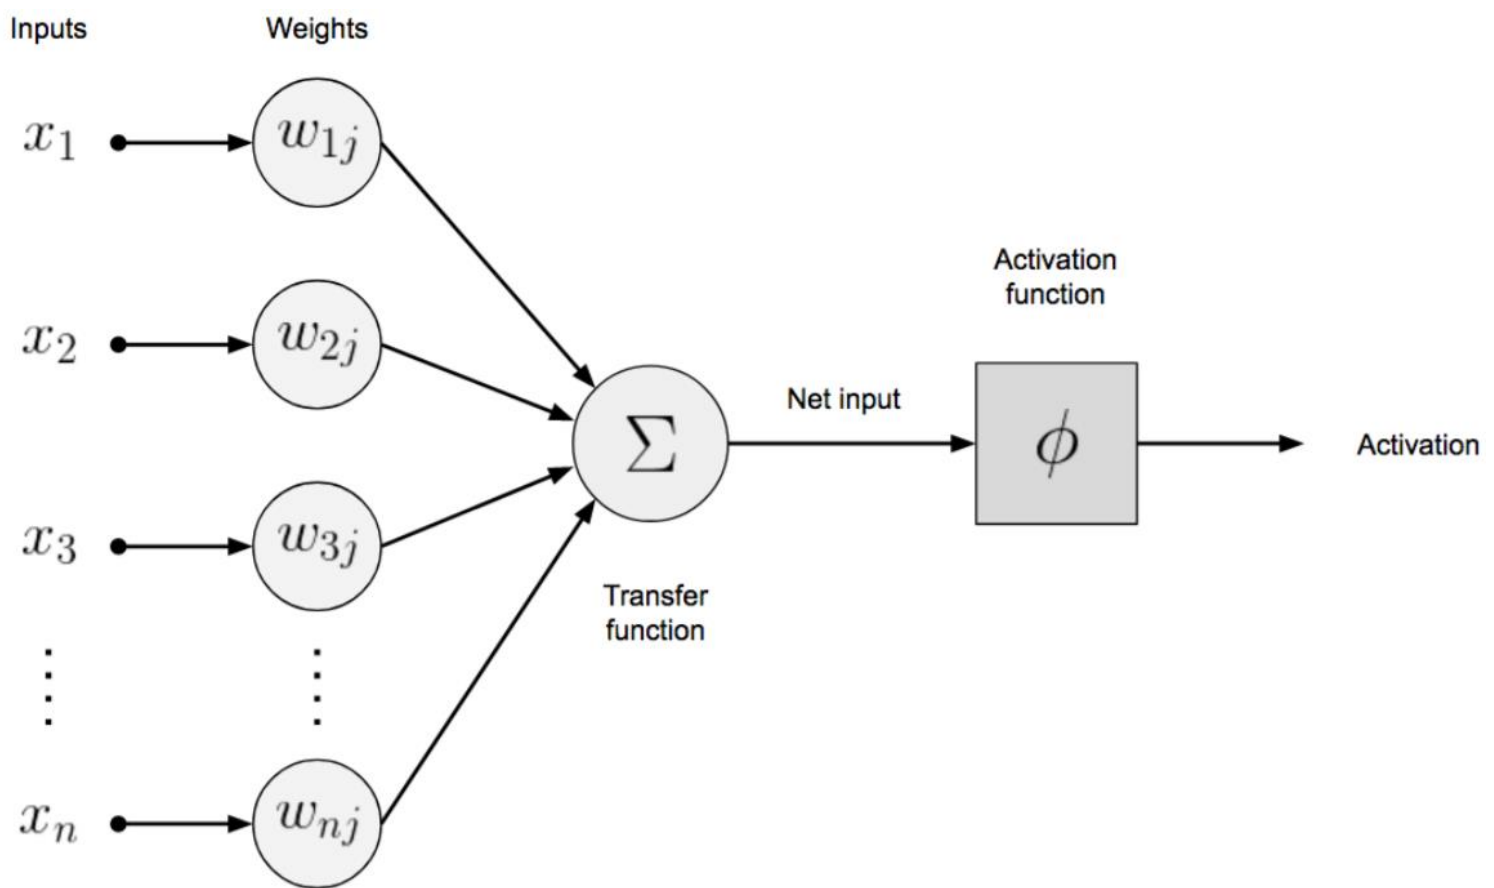 Inputs
Weights
x₁
w₁ⱼ
x₂
w₂ⱼ
x₃
w₃ⱼ
xₙ
wₙⱼ
Σ
Transfer
function
Net input
Activation
function
ϕ
Activation